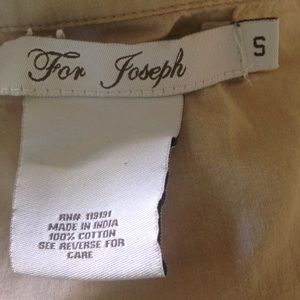 For Joseph
S
RN# 119191
MADE IN INDIA
100% COTTON
SEE REVERSE FOR
CARE